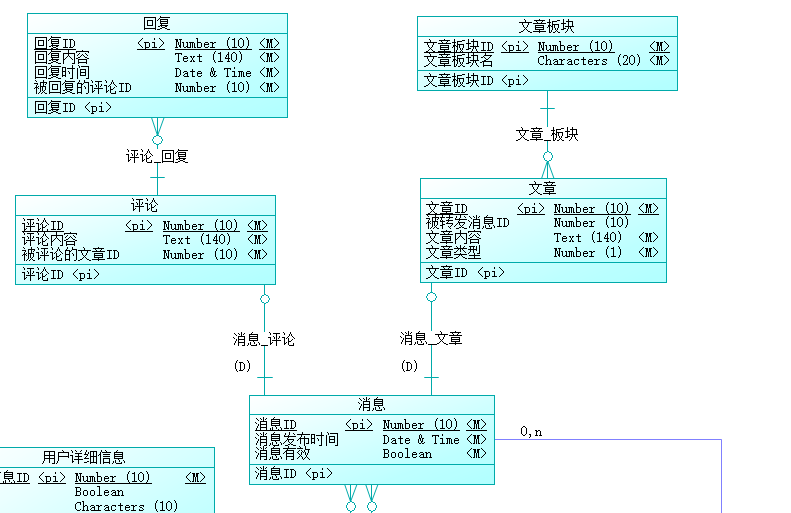 回复
回复ID <pi> Number (10) <M>
回复内容 Text (140) <M>
回复时间 Date & Time <M>
被回复的评论ID Number (10) <M>
回复ID <pi>
文章板块
文章板块ID <pi> Number (10) <M>
文章板块名 Characters (20) <M>
文章板块ID <pi>
评论_回复
文章_板块
评论
评论ID <pi> Number (10) <M>
评论内容 Text (140) <M>
被评论的文章ID Number (10) <M>
评论ID <pi>
文章
文章ID <pi> Number (10) <M>
被转发消息ID Number (10)
文章内容 Text (140) <M>
文章类型 Number (1) <M>
文章ID <pi>
消息_评论
(D)
消息_文章
(D)
消息
消息ID <pi> Number (10) <M>
消息发布时间 Date & Time <M>
消息有效 Boolean <M>
消息ID <pi>
0,n
用户详细信息
息ID <pi> Number (10) <M>
Boolean
Characters (10)